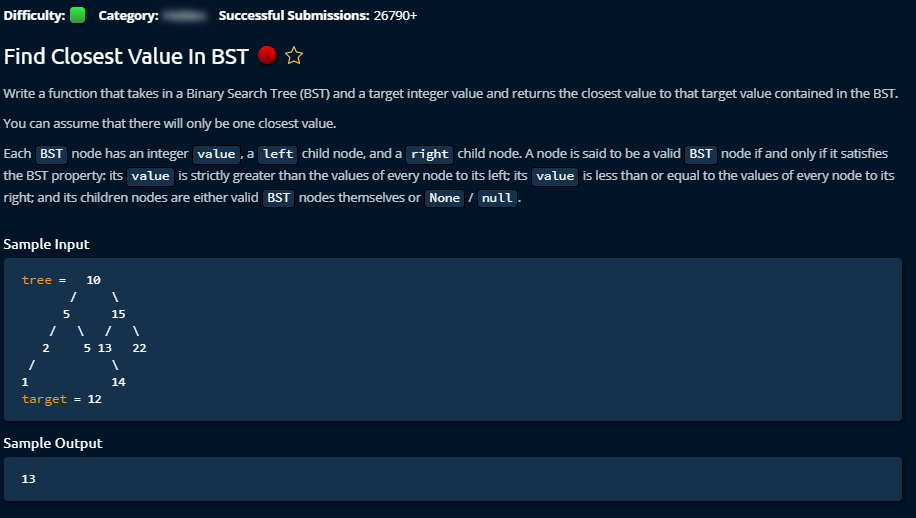 Difficulty: Category: Successful Submissions: 26790+
Find Closest Value In BST
Write a function that takes in a Binary Search Tree (BST) and a target integer value and returns the closest value to that target value contained in the BST.
You can assume that there will only be one closest value.
Each BST node has an integer value, a left child node, and a right child node. A node is said to be a valid BST node if and only if it satisfies
the BST property: its value is strictly greater than the values of every node to its left; its value is less than or equal to the values of every node to its
right; and its children nodes are either valid BST nodes themselves or None / null.
Sample Input
tree = 10
/ \
5 15
/ \ / \
2 5 13 22
/ \
1 14
target = 12
Sample Output
13